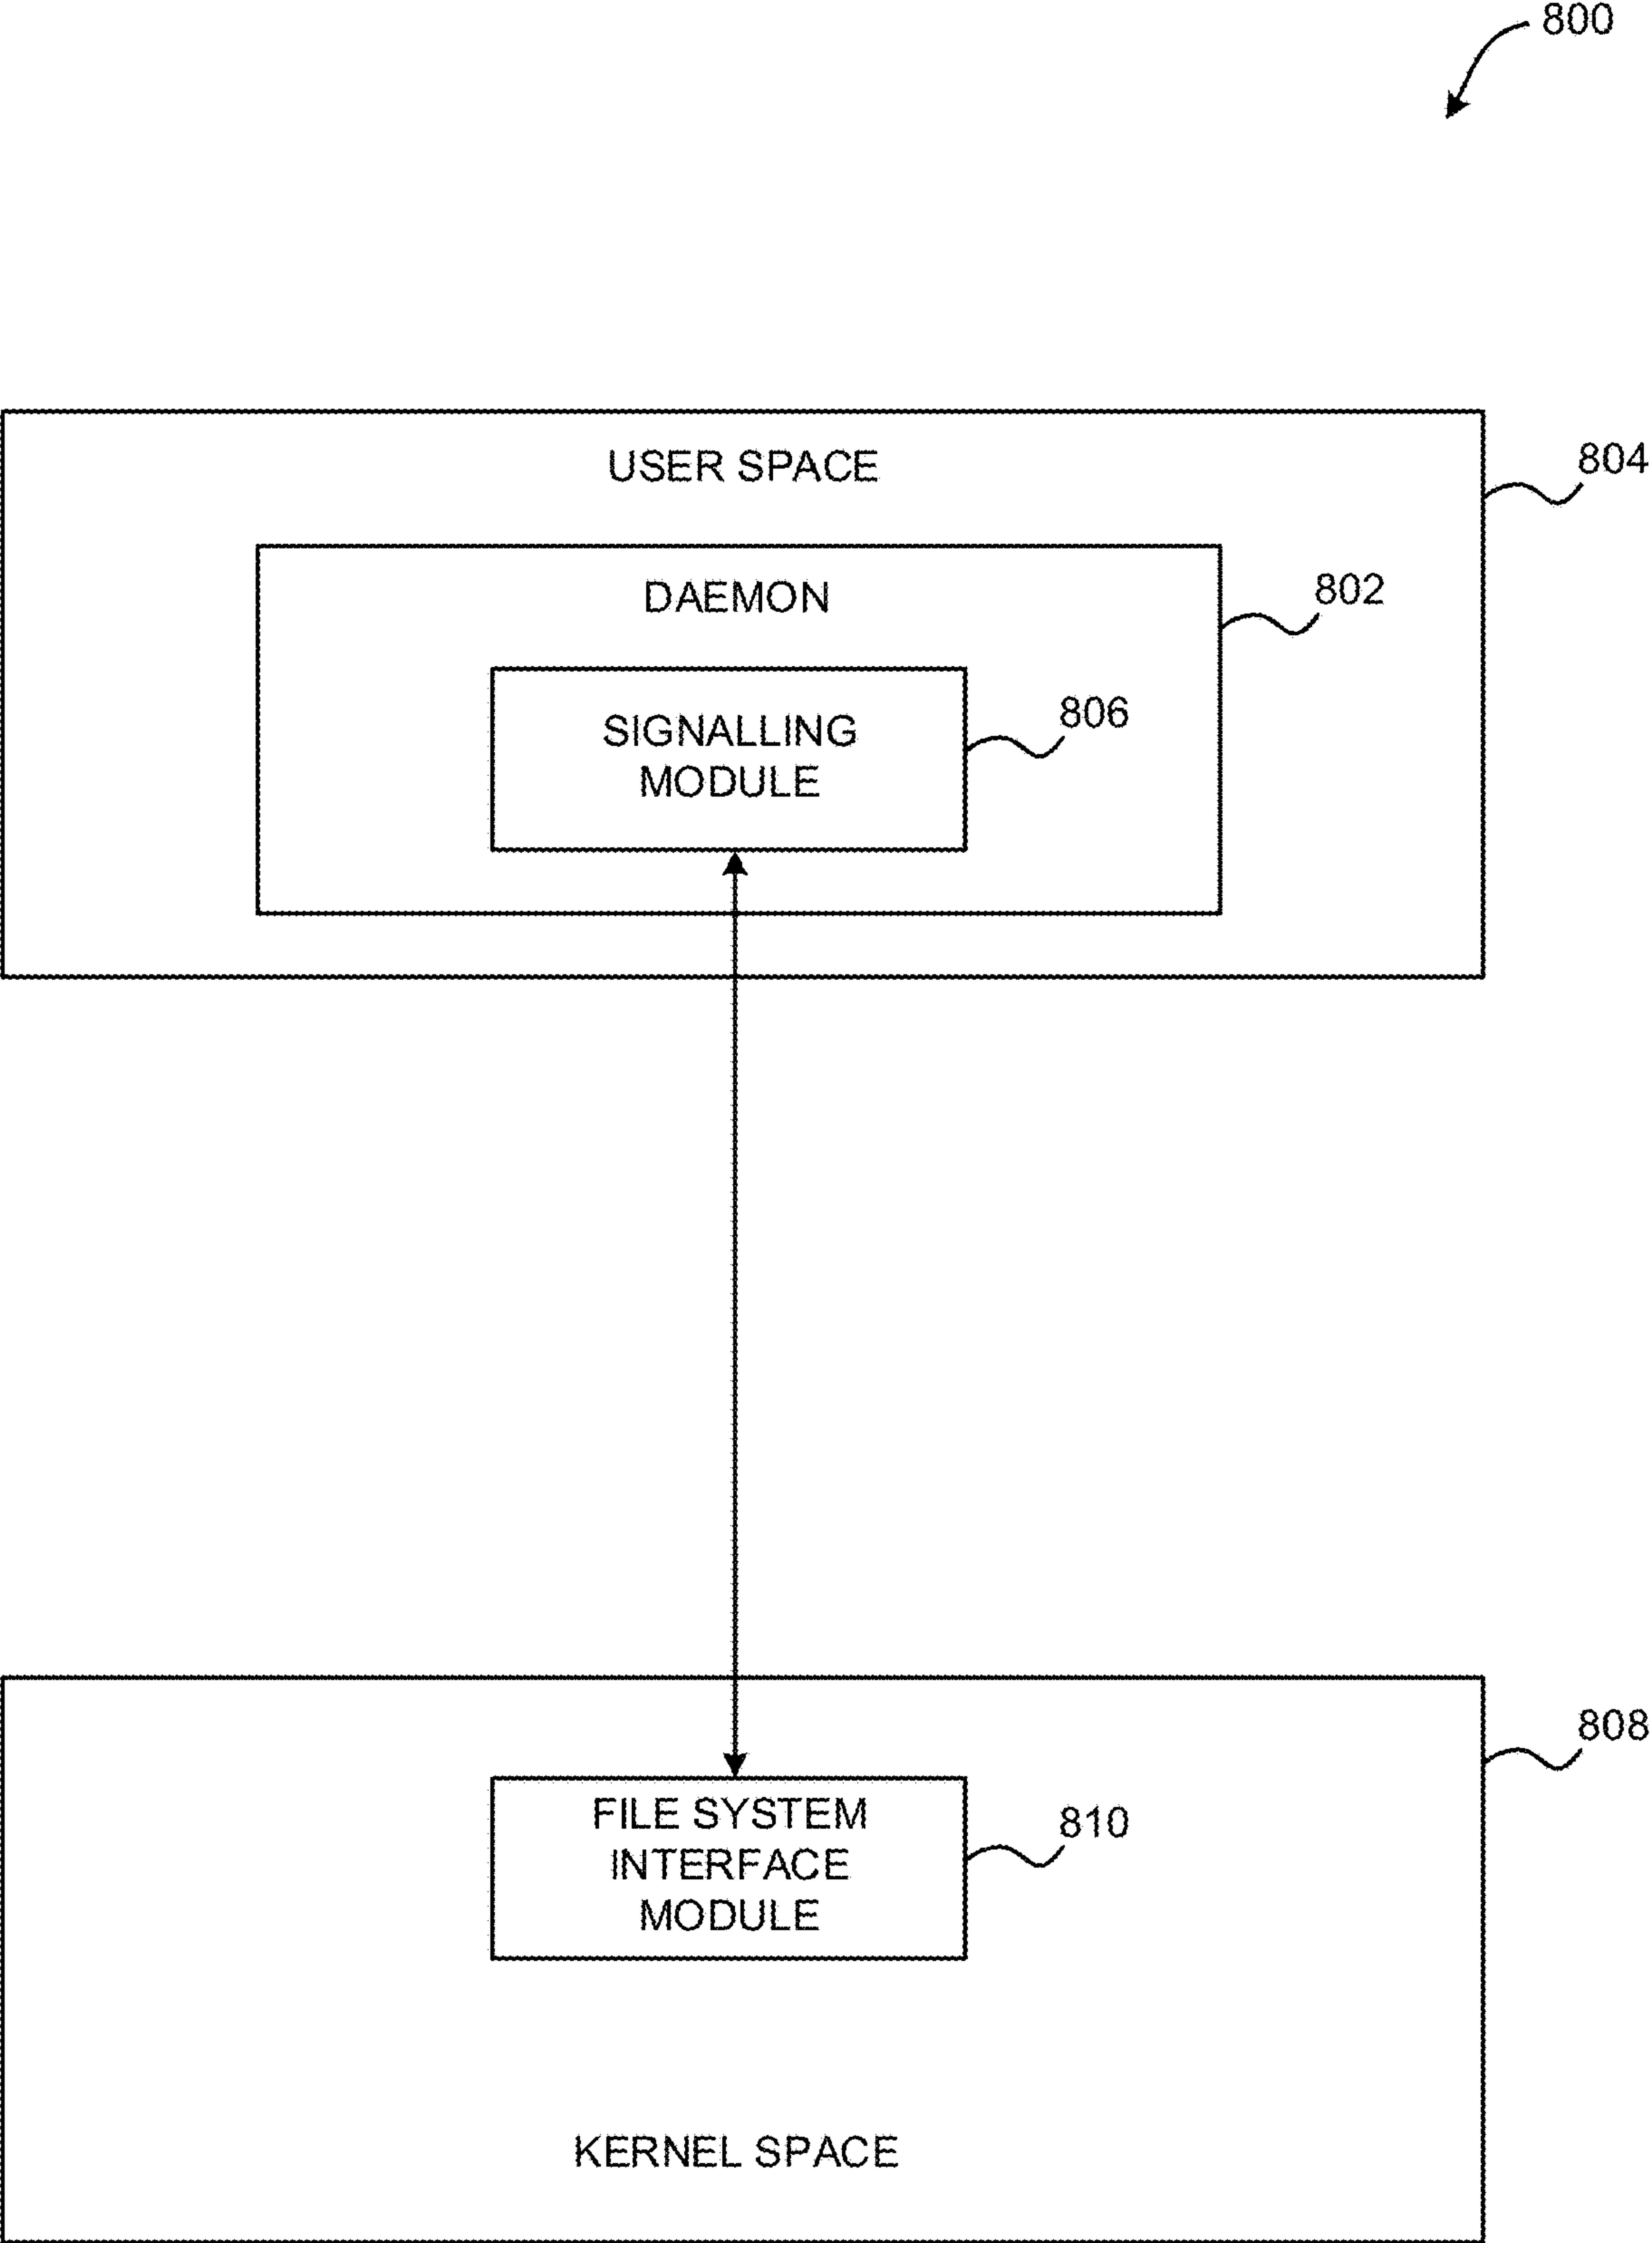 800
USER SPACE
804
DAEMON
802
SIGNALLING
MODULE
806
808
FILE SYSTEM
INTERFACE
MODULE
810
KERNEL SPACE